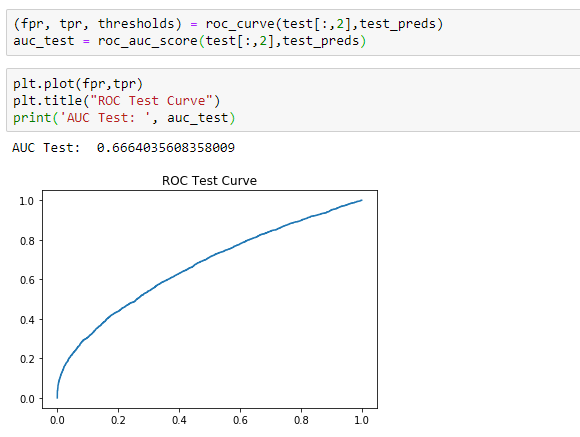 (fpr, tpr, thresholds) = roc_curve(test[:,2],test_preds)
auc_test = roc_auc_score(test[:,2],test_preds)
plt.plot(fpr,tpr)
plt.title("ROC Test Curve")
print('AUC Test: ', auc_test)
AUC Test:  0.6664035608358009
ROC Test Curve
1.0
0.8
0.6
0.4
0.2
0.0
0.0 0.2 0.4 0.6 0.8 1.0